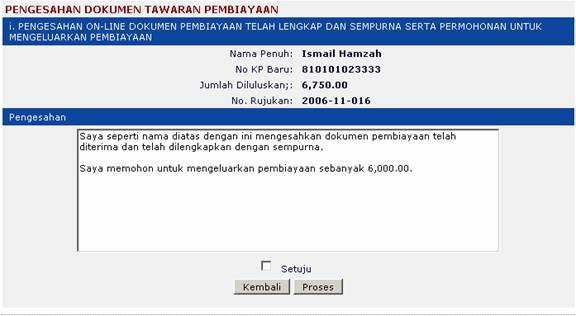 PENGESAHAN DOKUMEN TAWARAN PEMBIAYAAN
i. PENGESAHAN ON-LINE DOKUMEN PEMBIAYAAN TELAH LENGKAP DAN SEMPURNA SERTA PERMOHONAN UNTUK
MENGELUARKAN PEMBIAYAAN
Nama Penuh: Ismail Hamzah
No KP Baru: 810101023333
Jumlah Diluluskan;: 6,750.00
No. Rujukan: 2006-11-016
Pengesahan
Saya seperti nama diatas dengan ini mengesahkan dokumen pembiayaan telah
diterima dan telah dilengkapkan dengan sempurna.
Saya memohon untuk mengeluarkan pembiayaan sebanyak 6,000.00.
Setuju
Kembali Proses